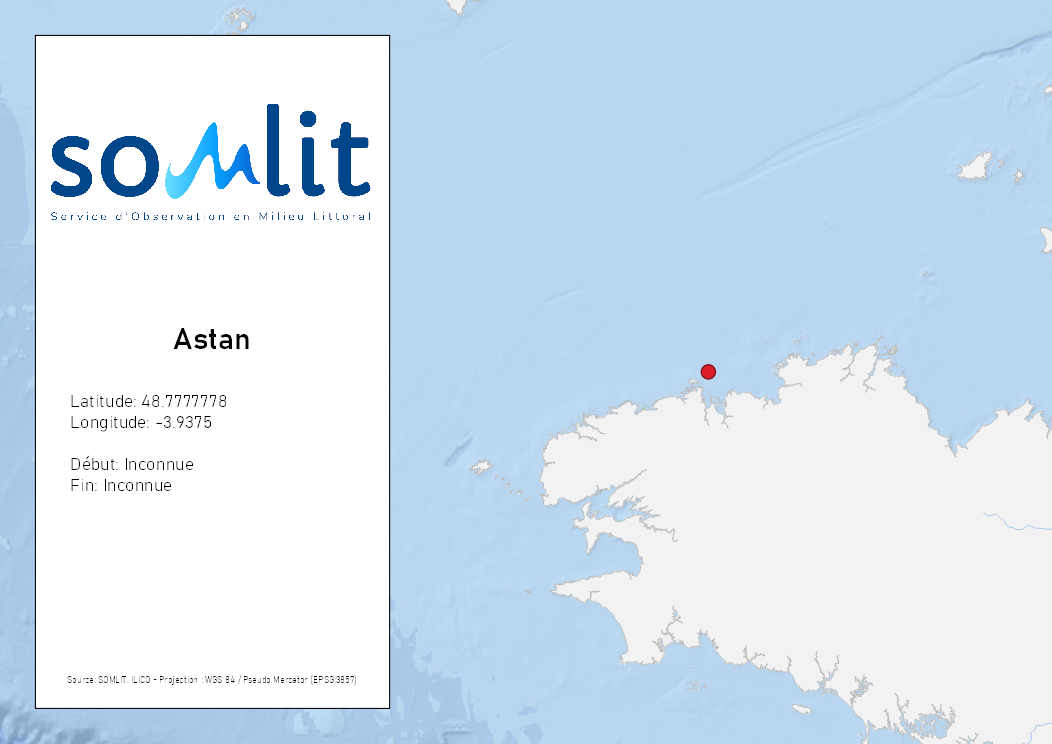 somlit
Service d'Observation en Milieu Littoral
Astan
Latitude: 48.7777778
Longitude: -3.9375
Début: Inconnue
Fin: Inconnue
Source: SOMLIT, ILICO - Projection : WGS 84 / Pseudo Mercator (EPSG:3857)